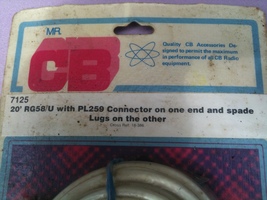 MR.
CB
Quality CB Accessories De
signed to permit the maximum
in performance of all CB Radio
equipment.
7125
20' RG58/U with PL259 Connector on one end and spade
Lugs on the other